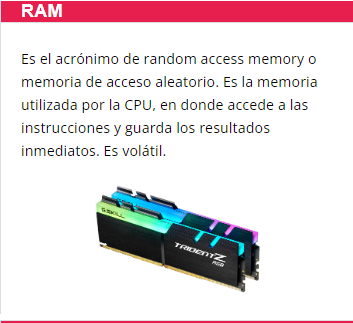 RAM
Es el acrónimo de random access memory o
memoria de acceso aleatorio. Es la memoria
utilizada por la CPU, en donde accede a las
instrucciones y guarda los resultados
inmediatos. Es volátil.
G.SKILL
TRIDENTZ
RGB